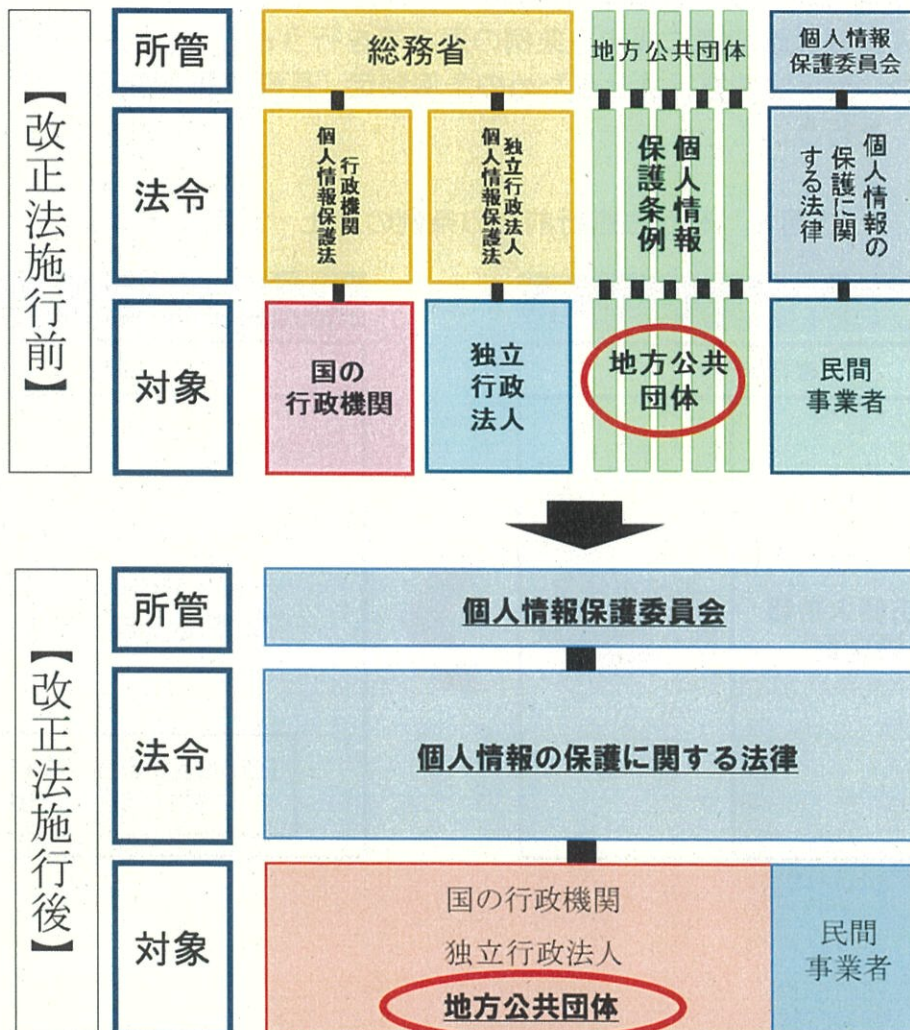 【改正法施行前】
所管
総務省
地方公共団体
個人情報
保護委員会
法令
行政機関
個人情報保護法
独立行政法人
個人情報保護法
個人情報
保護条例
個人情報の
保護に関
する法律
対象
国の
行政機関
独立
行政
法人
地方公共
団体
民間
事業者
【改正法施行後】
所管
個人情報保護委員会
法令
個人情報の保護に関する法律
対象
国の行政機関
独立行政法人
地方公共団体
民間
事業者